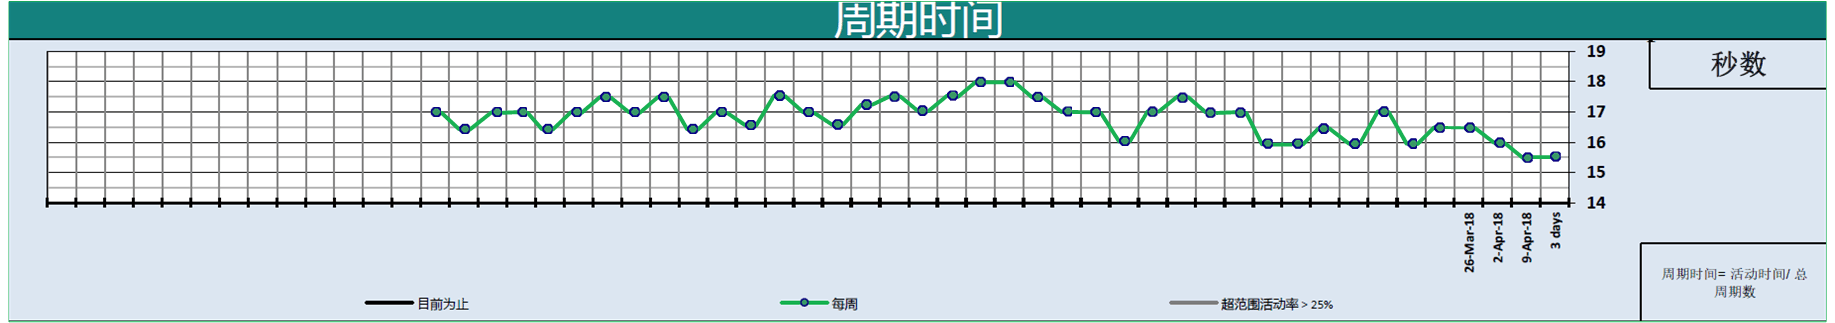 周期时间
秒数
19
18
17
16
15
14
26-Mar-18
2-Apr-18
9-Apr-18
3 days
周期时间= 活动时间/ 总
周期数
目前为止
每周
超范围活动率 > 25%